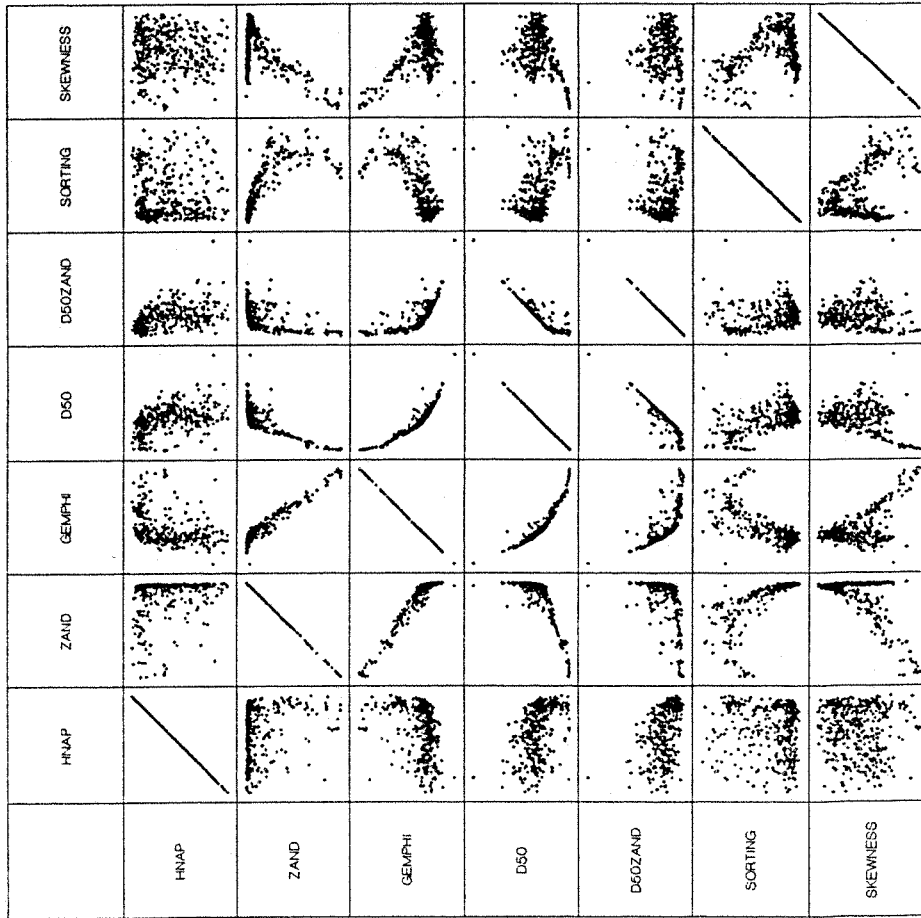 HNAP
ZAND
GEMPHI
D50
D50ZAND
SORTING
SKEWNESS
HNAP
ZAND
GEMPHI
D50
D50ZAND
SORTING
SKEWNESS